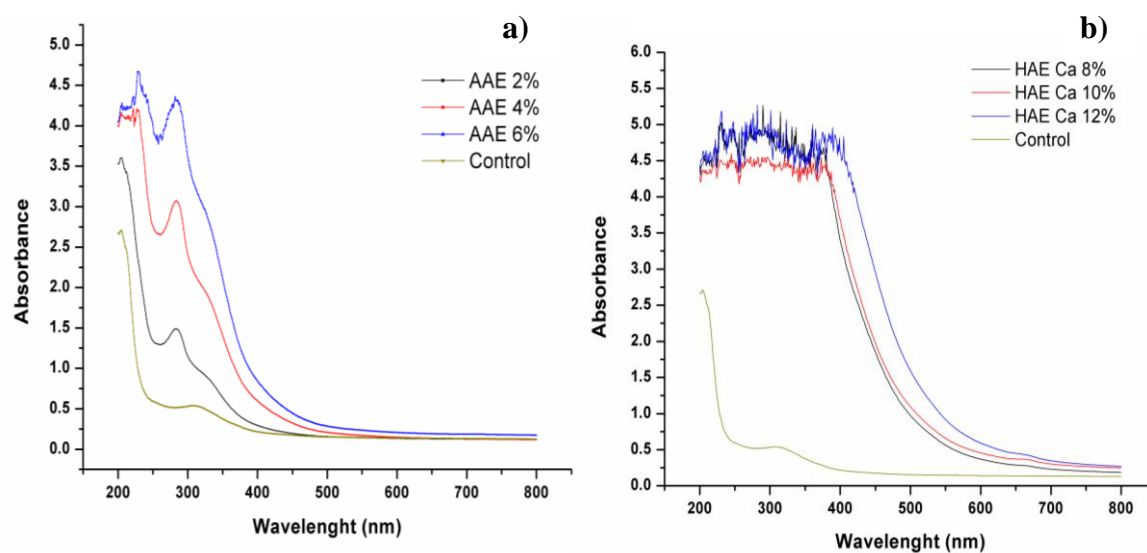 a)
5.0
4.5
4.0
3.5
3.0
2.5
2.0
1.5
1.0
0.5
0.0
Absorbance
AAE 2%
AAE 4%
AAE 6%
Control
200 300 400 500 600 700 800
Wavelenght (nm)
b)
6.0
5.5
5.0
4.5
4.0
3.5
3.0
2.5
2.0
1.5
1.0
0.5
0.0
Absorbance
HAE Ca 8%
HAE Ca 10%
HAE Ca 12%
Control
200 300 400 500 600 700 800
Wavelenght (nm)